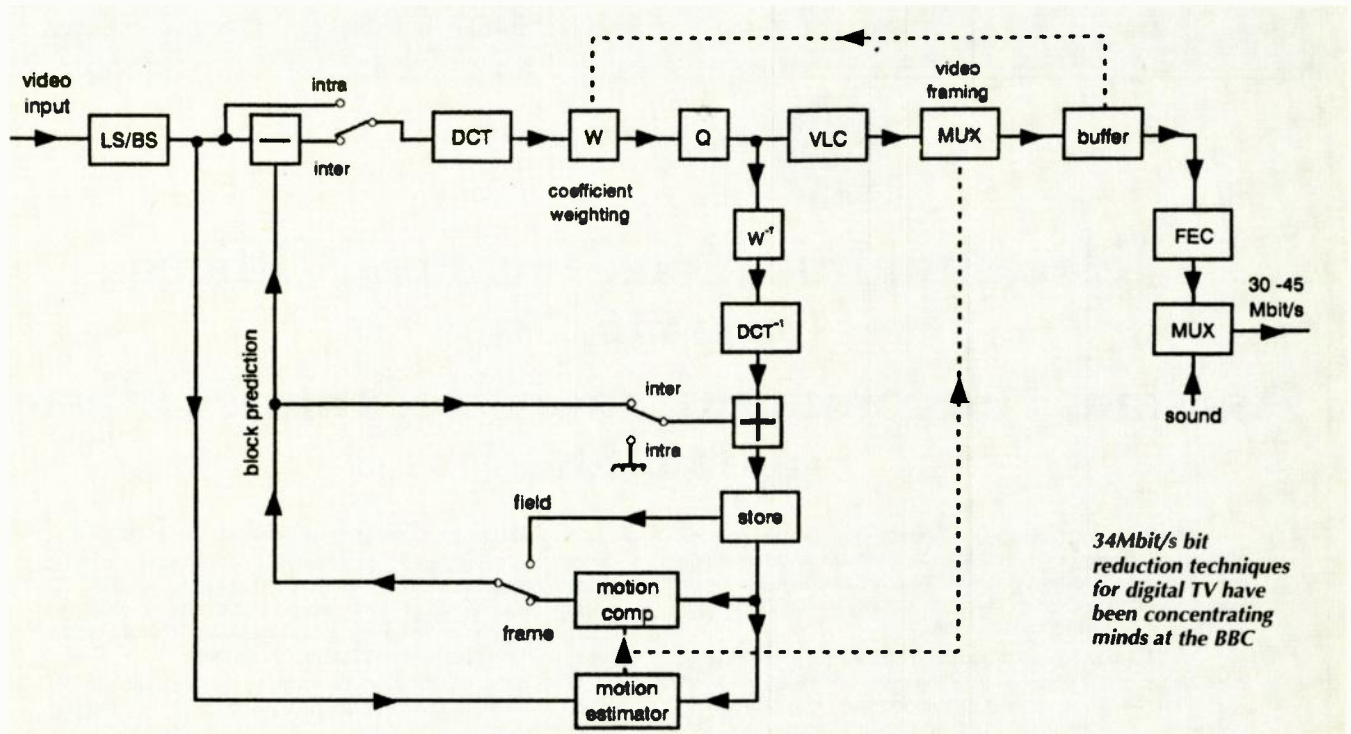 video
input
LS/BS
intra
—
inter
DCT
W
coefficient
weighting
Q
VLC
video
framing
MUX
buffer
FEC
30 -45
Mbit/s
MUX
sound
W⁻¹
DCT⁻¹
block prediction
inter
intra
+
store
field
frame
motion
comp
motion
estimator
34Mbit/s bit
reduction techniques
for digital TV have
been concentrating
minds at the BBC